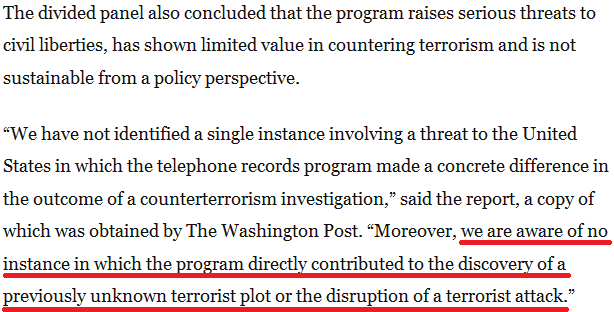 The divided panel also concluded that the program raises serious threats to
civil liberties, has shown limited value in countering terrorism and is not
sustainable from a policy perspective.
“We have not identified a single instance involving a threat to the United
States in which the telephone records program made a concrete difference in
the outcome of a counterterrorism investigation,” said the report, a copy of
which was obtained by The Washington Post. “Moreover, we are aware of no
instance in which the program directly contributed to the discovery of a
previously unknown terrorist plot or the disruption of a terrorist attack.”